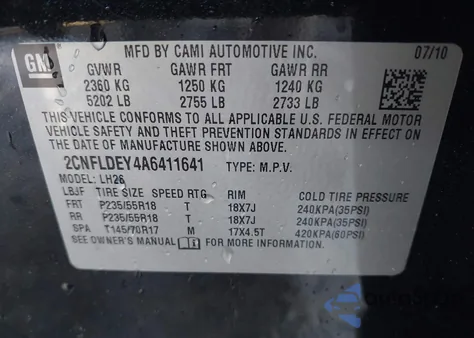 GM
MFD BY CAMI AUTOMOTIVE INC. 07/10
GVWR GAWR FRT GAWR RR
2360 KG 1250 KG 1240 KG
5202 LB 2755 LB 2733 LB
THIS VEHICLE CONFORMS TO ALL APPLICABLE U.S. FEDERAL MOTOR
VEHICLE SAFETY AND THEFT PREVENTION STANDARDS IN EFFECT
ON THE DATE OF MANUFACTURE SHOWN ABOVE.
2CNFLDEY4A6411641 TYPE: M.P.V.
MODEL: LH26
LBJF TIRE SIZE SPEED RTG RIM COLD TIRE PRESSURE
FRT P235/55R18 T 18X7J 240KPA(35PSI)
RR P235/55R18 T 18X7J 240KPA(35PSI)
SPA T145/70R17 M 17X4.5T 420KPA(60PSI)
SEE OWNER'S MANUAL FOR MORE INFORMATION